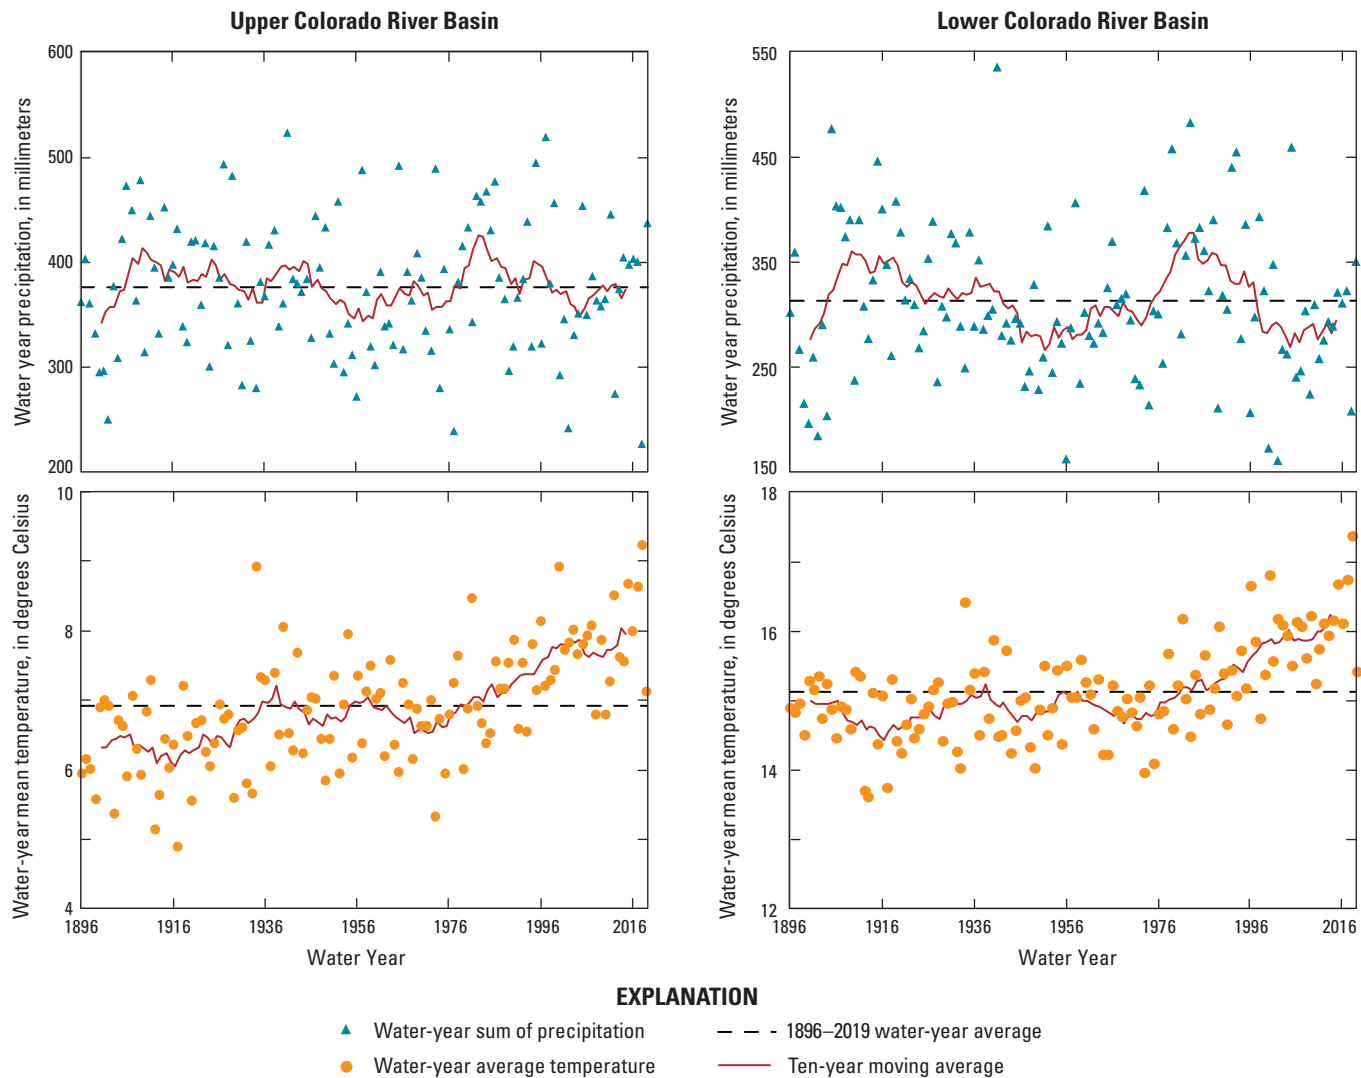 Upper Colorado River Basin
Lower Colorado River Basin
Water year precipitation, in millimeters
600
500
400
300
200
Water year precipitation, in millimeters
550
450
350
250
150
Water-year mean temperature, in degrees Celsius
10
8
6
4
1896 1916 1936 1956 1976 1996 2016
Water Year
Water-year mean temperature, in degrees Celsius
18
16
14
12
1896 1916 1936 1956 1976 1996 2016
Water Year
EXPLANATION
Water-year sum of precipitation
1896–2019 water-year average
Water-year average temperature
Ten-year moving average